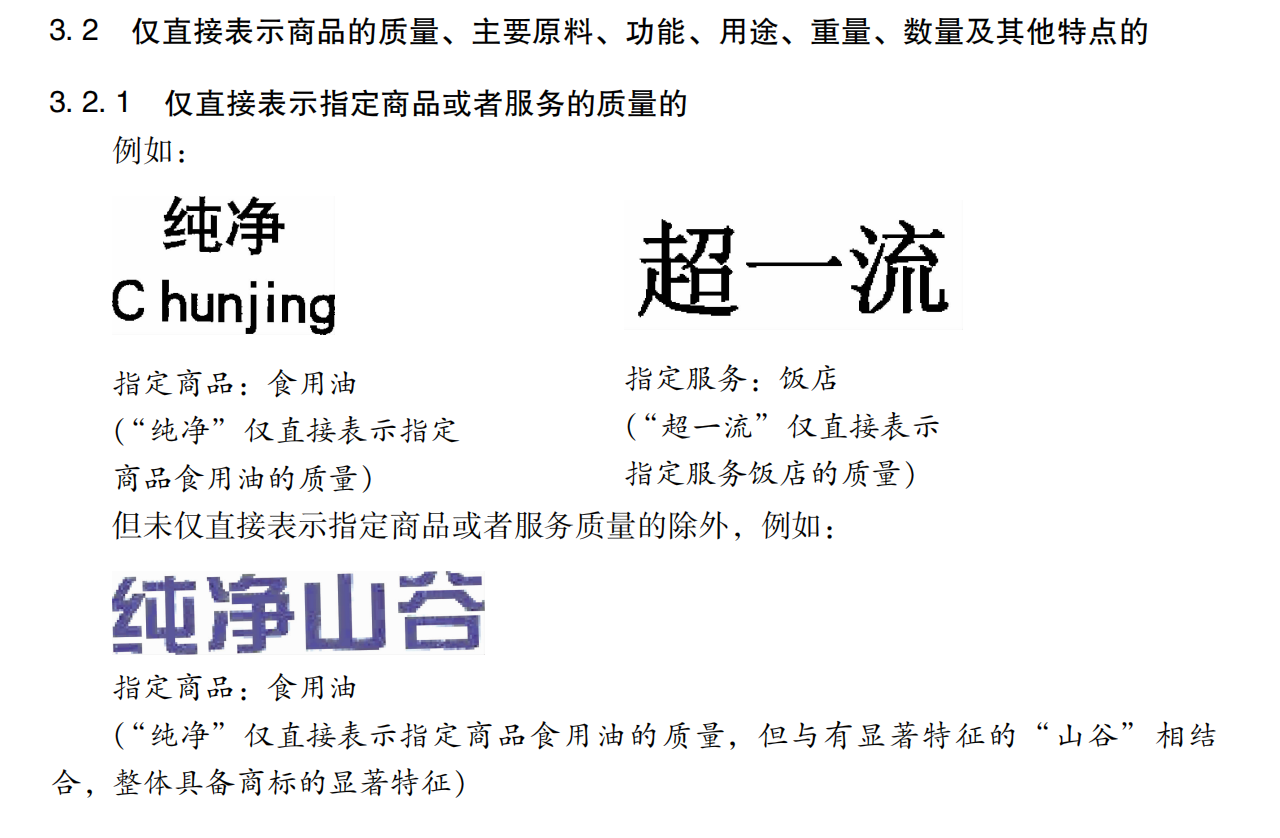 3. 2 仅直接表示商品的质量、主要原料、功能、用途、重量、数量及其他特点的
3. 2. 1 仅直接表示指定商品或者服务的质量的
例如：
纯净
Chunjing
指定商品：食用油
（“纯净”仅直接表示指定
商品食用油的质量）
超一流
指定服务：饭店
（“超一流”仅直接表示
指定服务饭店的质量）
但未仅直接表示指定商品或者服务质量的除外，例如：
纯净山谷
指定商品：食用油
（“纯净”仅直接表示指定商品食用油的质量，但与有显著特征的“山谷”相结
合，整体具备商标的显著特征）